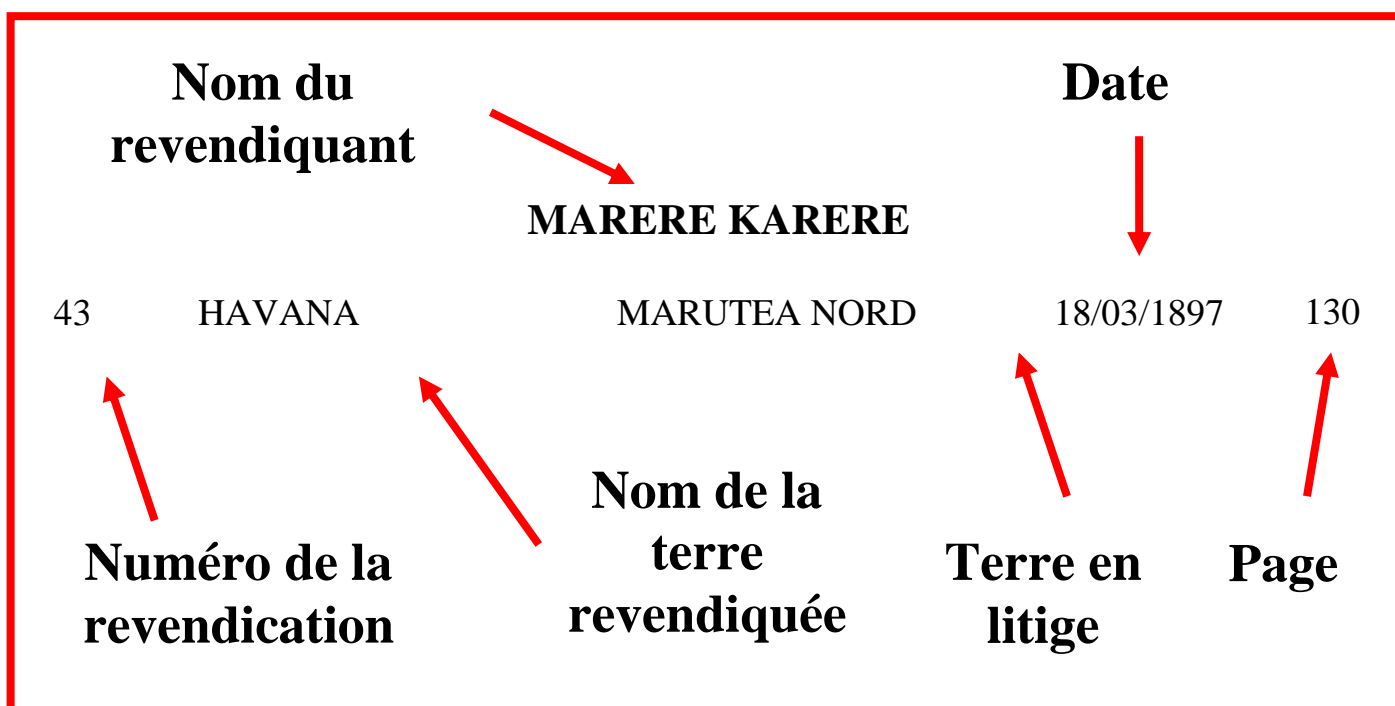 Nom du
revendiquant
Date
MARERE KARERE
43 HAVANA MARUTEA NORD 18/03/1897 130
Numéro de la
revendication
Nom de la
terre
revendiquée
Terre en
litige
Page